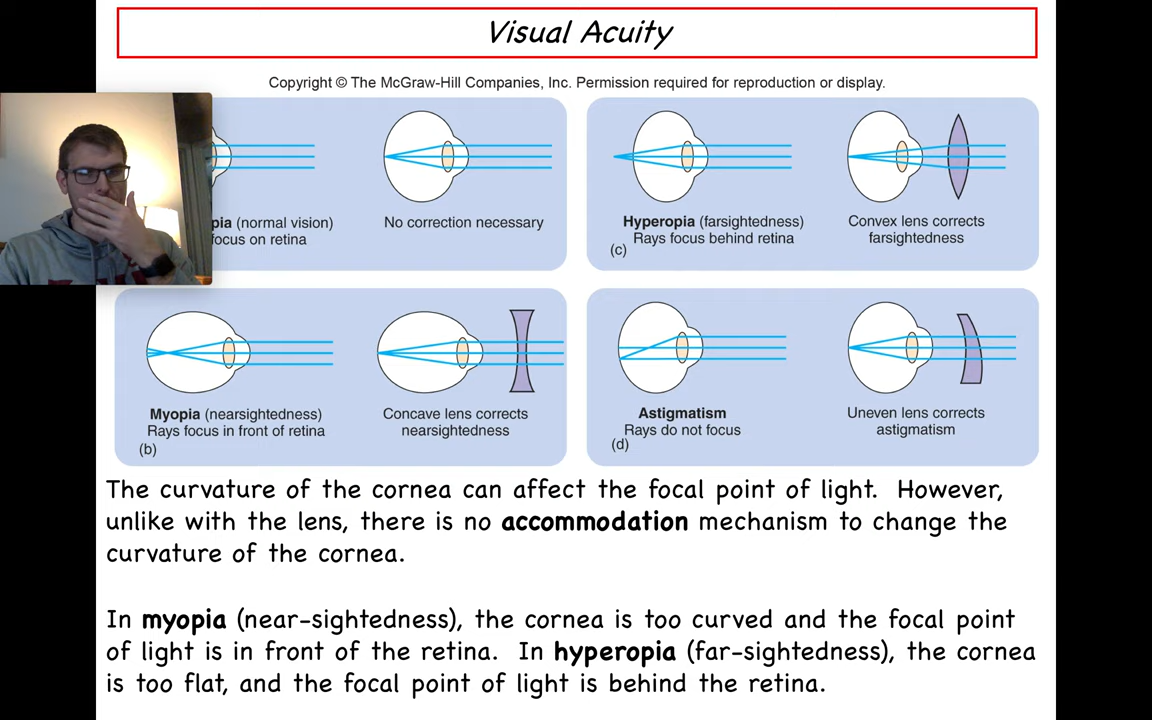 Visual Acuity
Copyright © The McGraw-Hill Companies, Inc. Permission required for reproduction or display.
(normal vision)
focus on retina
No correction necessary
Hyperopia (farsightedness)
Rays focus behind retina
(c)
Convex lens corrects
farsightedness
Myopia (nearsightedness)
Rays focus in front of retina
(b)
Concave lens corrects
nearsightedness
Astigmatism
Rays do not focus
(d)
Uneven lens corrects
astigmatism
The curvature of the cornea can affect the focal point of light. However,
unlike with the lens, there is no accommodation mechanism to change the
curvature of the cornea.
In myopia (near-sightedness), the cornea is too curved and the focal point
of light is in front of the retina. In hyperopia (far-sightedness), the cornea
is too flat, and the focal point of light is behind the retina.